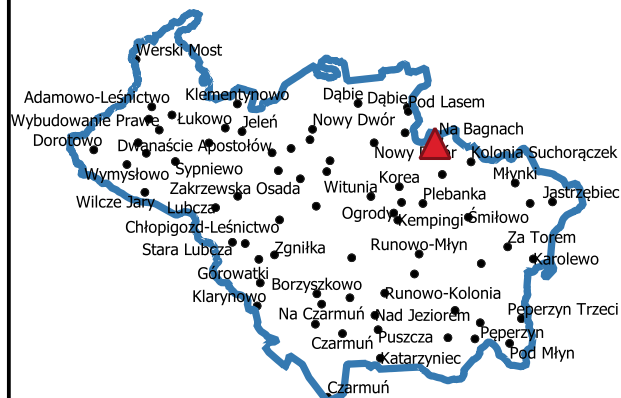 Werski Most
Adamowo-Leśnictwo
Klementynowo
Dąbie
Dąbie
Pod Lasem
Wybudowanie Prawe
Łukowo
Jeleń
Nowy Dwór
Na Bagnach
Dorotowo
Dwanaście Apostołów
Nowy Dwór
Kolonia Suchorączek
Wymysłowo
Sypniewo
Korea
Młynki
Zakrzewska Osada
Witunia
Plebanka
Jastrzębiec
Wilcze Jary
Lubcza
Ogrody
Kempingi
Śmiłowo
Chłopigozd-Leśnictwo
Stara Lubcza
Zgniłka
Runowo-Młyn
Za Torem
Karolewo
Górowatki
Borzyszkowo
Klarynowo
Runowo-Kolonia
Na Czarmuń
Nad Jeziorem
Pęperzyn Trzeci
Czarmuń
Puszcza
Pęperzyn
Katarzyniec
Pod Młyn
Czarmuń